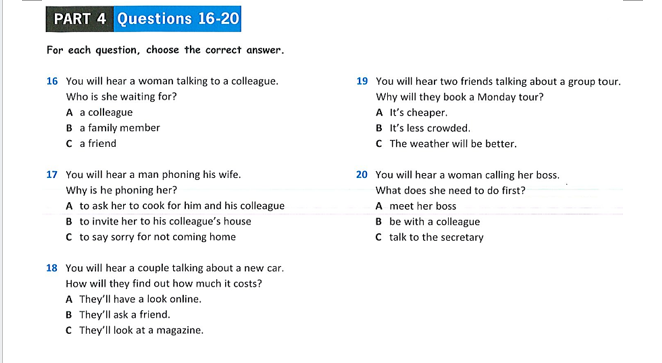 PART 4 Questions 16-20
For each question, choose the correct answer.
16 You will hear a woman talking to a colleague.
Who is she waiting for?
A a colleague
B a family member
C a friend
17 You will hear a man phoning his wife.
Why is he phoning her?
A to ask her to cook for him and his colleague
B to invite her to his colleague's house
C to say sorry for not coming home
18 You will hear a couple talking about a new car.
How will they find out how much it costs?
A They'll have a look online.
B They'll ask a friend.
C They'll look at a magazine.
19 You will hear two friends talking about a group tour.
Why will they book a Monday tour?
A It's cheaper.
B It's less crowded.
C The weather will be better.
20 You will hear a woman calling her boss.
What does she need to do first?
A meet her boss
B be with a colleague
C talk to the secretary